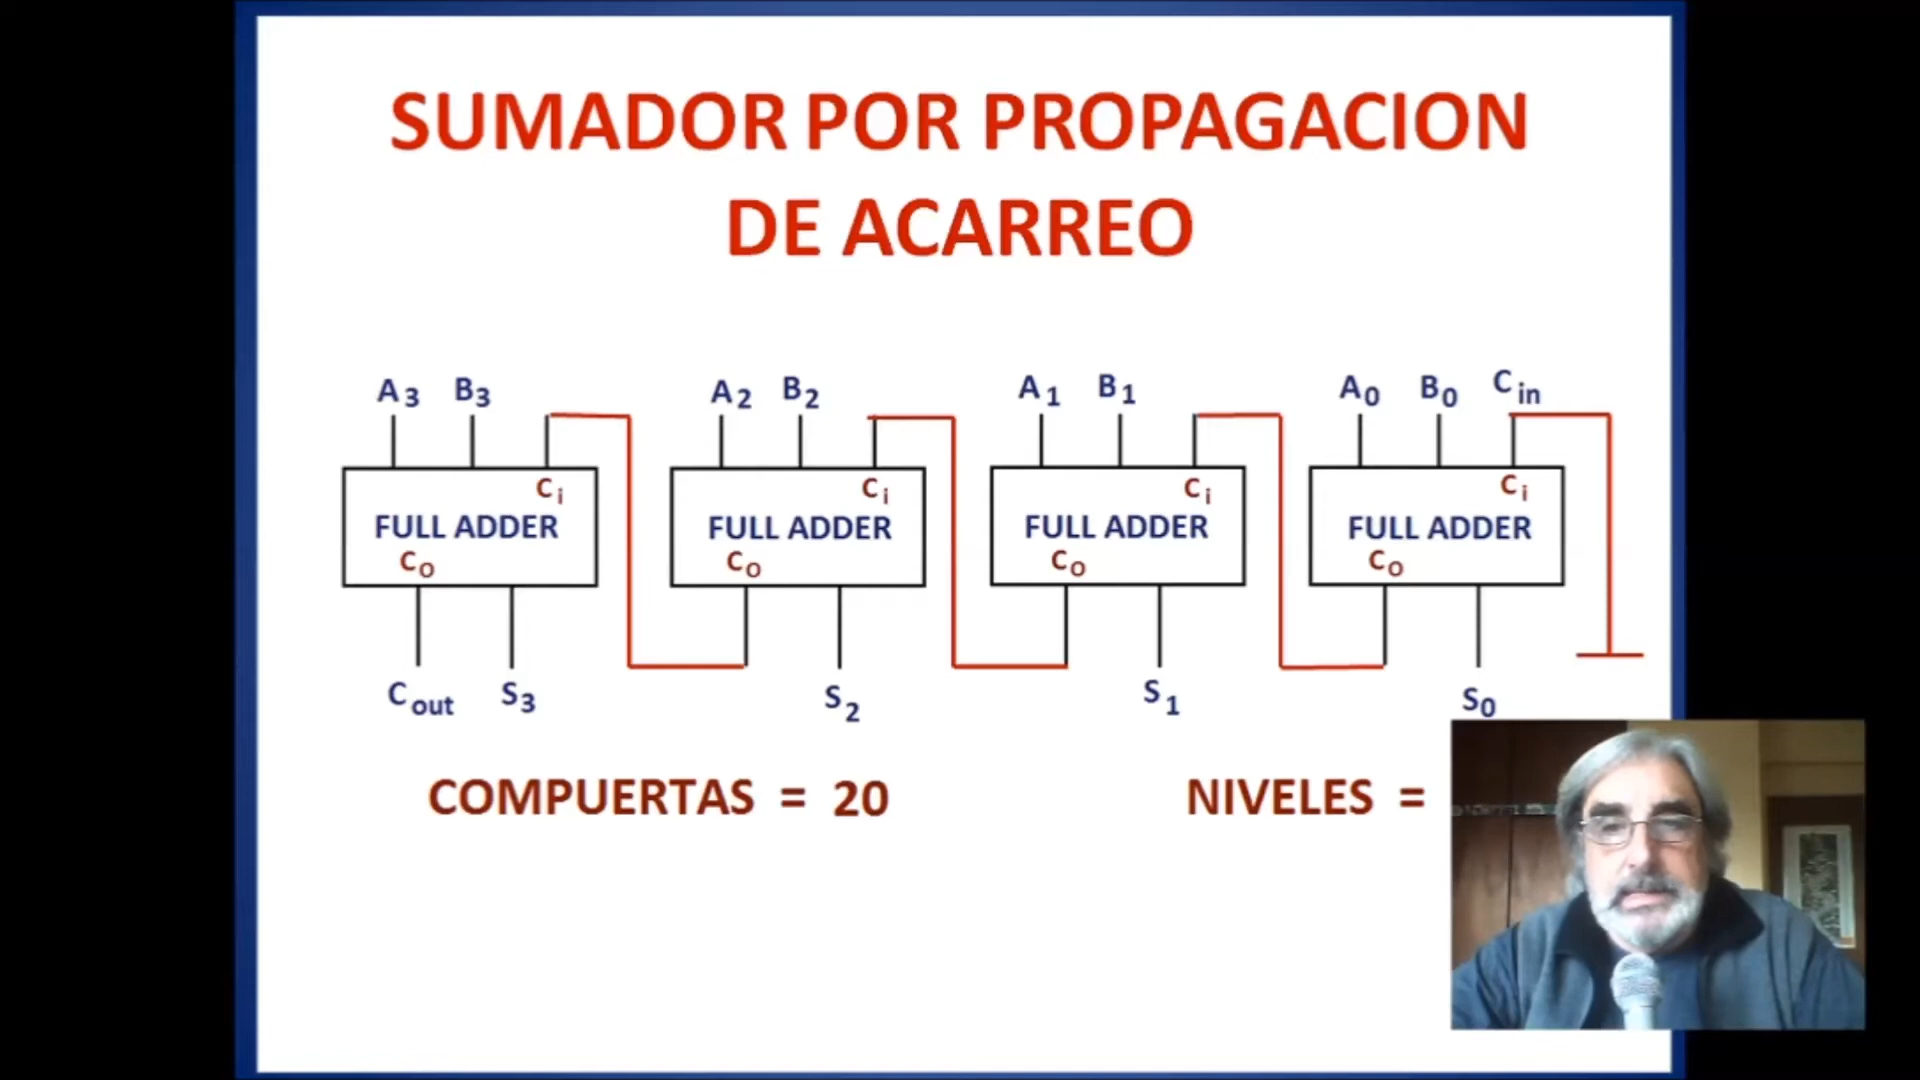 SUMADOR POR PROPAGACION
DE ACARREO
A3 B3 A2 B2 A1 B1 A0 B0 Cin
Ci Ci Ci Ci
FULL ADDER FULL ADDER FULL ADDER FULL ADDER
CO CO CO CO
Cout S3 S2 S1 S0
COMPUERTAS = 20 NIVELES =